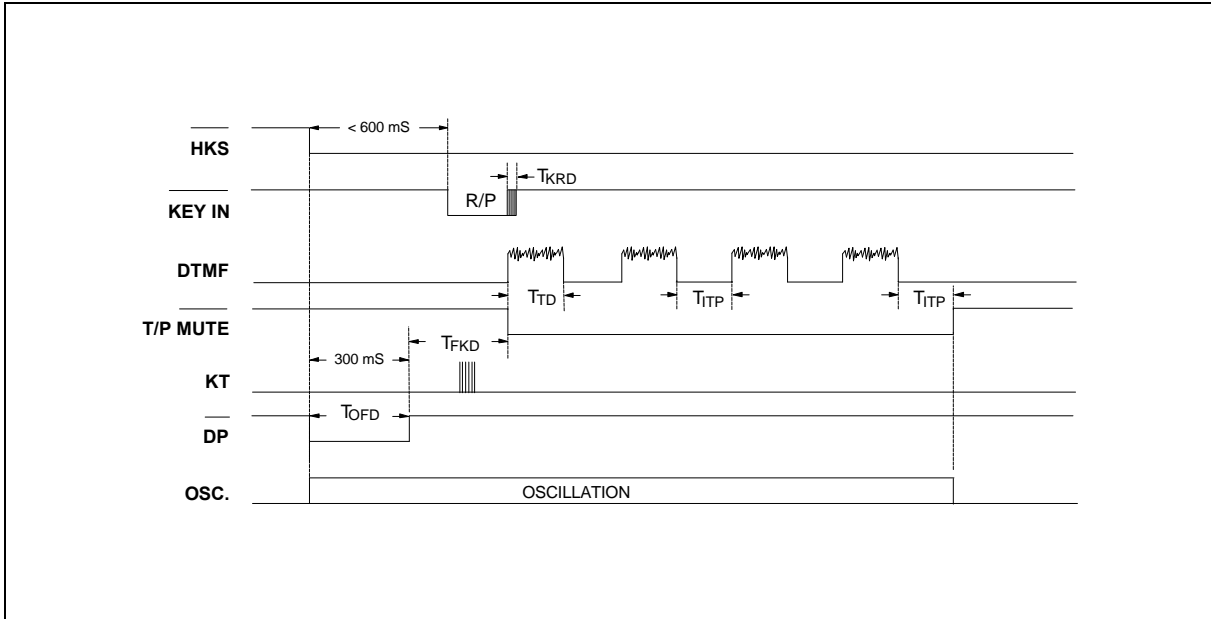 < 600 mS
HKS
TKRD
R/P
KEY IN
DTMF
TTD
TITP
TITP
T/P MUTE
TFKD
300 mS
KT
TOFD
DP
OSCILLATION
OSC.